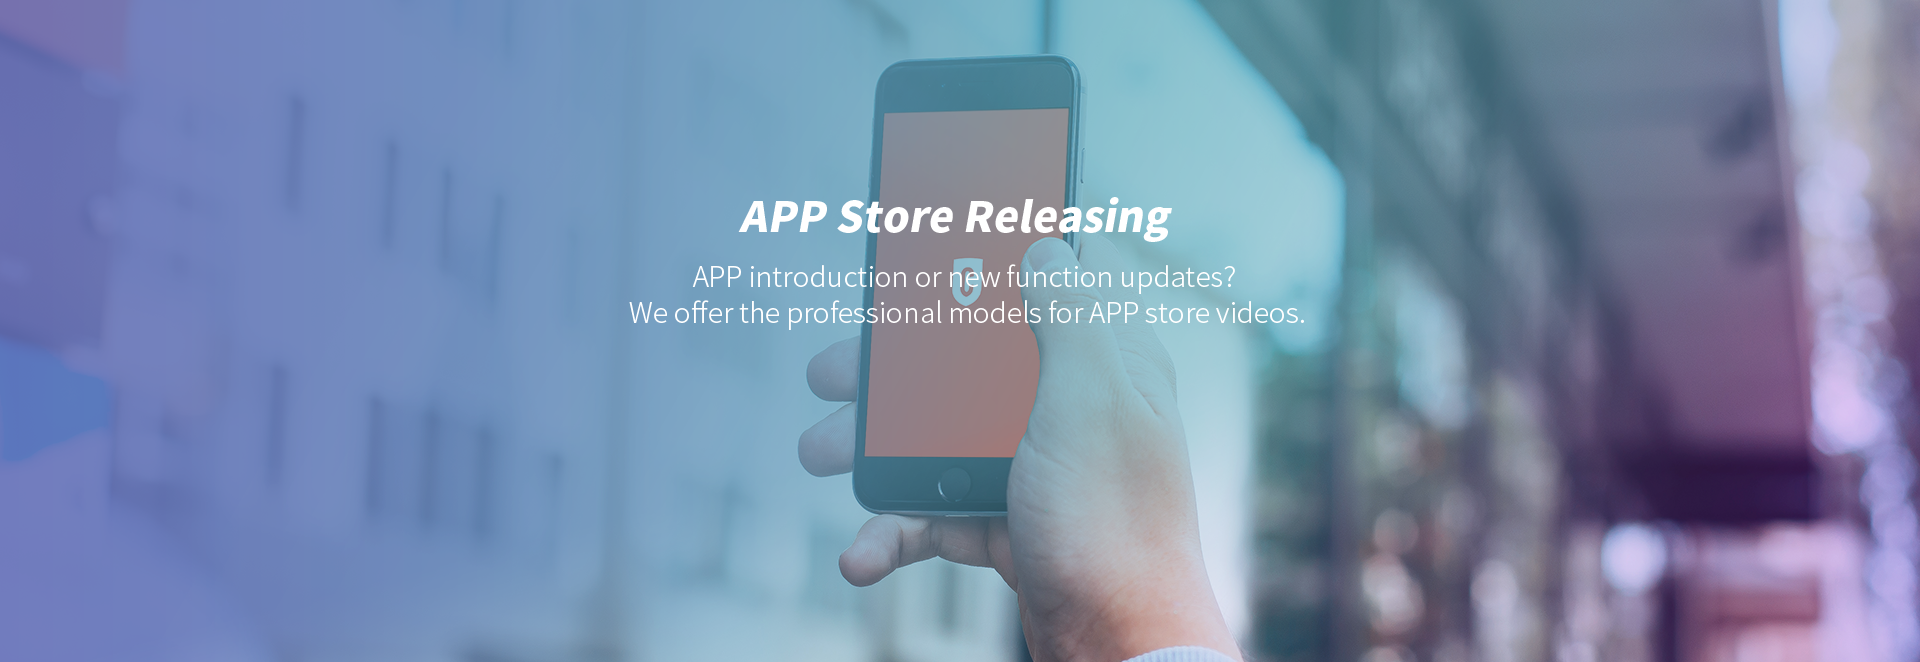 APP Store Releasing
APP introduction or new function updates?
We offer the professional models for APP store videos.